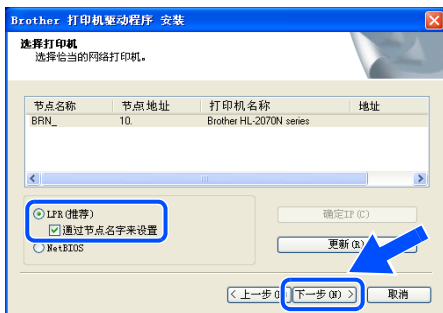 Brother 打印机驱动程序 安装
选择打印机
选择恰当的网络打印机。
节点名称 节点地址 打印机名称 地址
BRN_ 10. Brother HL-2070N series
LPR(推荐)
通过节点名字来设置
NetBIOS
确定IP(C)
更新(R)
< 上一步 下一步(N) > 取消